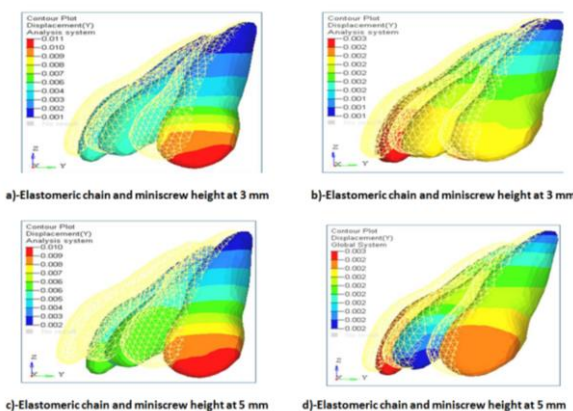 Contour Plot
Displacement(Y)
Analysis system
0.011
0.010
0.009
0.008
0.007
0.006
0.004
0.003
0.002
0.001
Z
X
Y
a)-Elastomeric chain and miniscrew height at 3 mm
Contour Plot
Displacement(Y)
Analysis system
0.003
0.002
0.002
0.002
0.002
0.002
0.002
0.001
0.001
Z
Y
b)-Elastomeric chain and miniscrew height at 3 mm
Contour Plot
Displacement(Y)
Analysis system
0.010
0.009
0.009
0.007
0.006
0.006
0.005
0.004
0.003
0.002
Z
X
Y
c)-Elastomeric chain and miniscrew height at 5 mm
Contour Plot
Displacement(Y)
Global System
0.003
0.002
0.002
0.002
0.002
0.002
0.002
0.002
0.002
Z
X
Y
d)-Elastomeric chain and miniscrew height at 5 mm